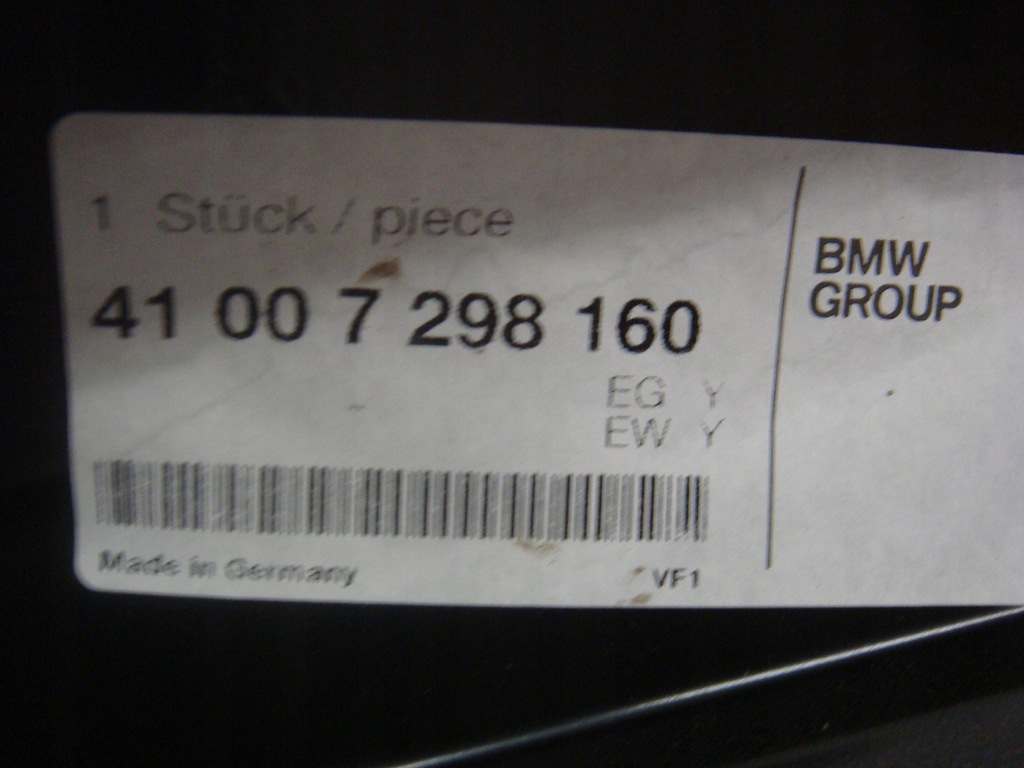 1 Stück / piece
41 00 7 298 160
EG Y
EW Y
Made in Germany
VF1
BMW
GROUP